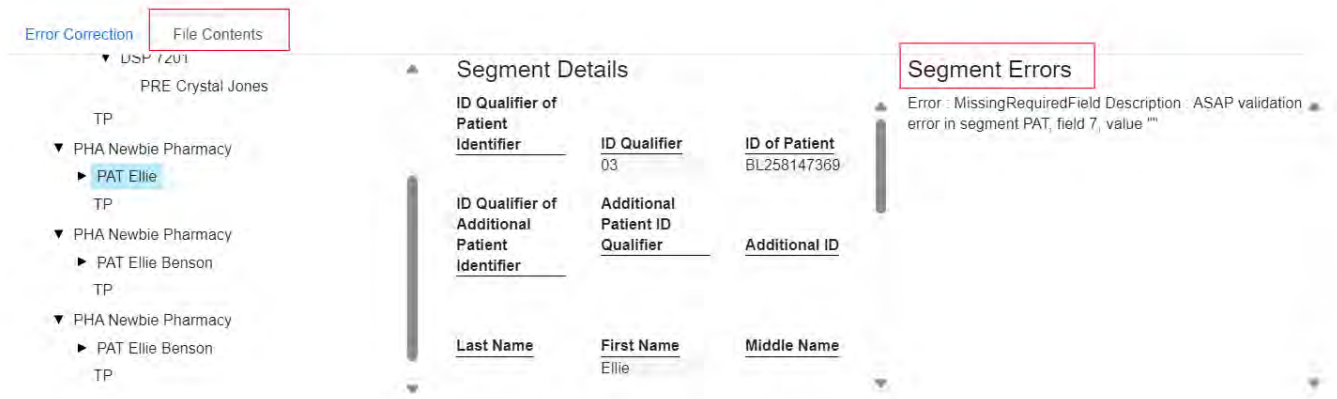 Error Correction File Contents
DSP 7201
PRE Crystal Jones
TP
PHA Newbie Pharmacy
PAT Ellie
TP
PHA Newbie Pharmacy
PAT Ellie Benson
TP
PHA Newbie Pharmacy
PAT Ellie Benson
TP
Segment Details
ID Qualifier of
Patient
Identifier
ID Qualifier
03
ID of Patient
BL258147369
ID Qualifier of
Additional
Patient
Identifier
Additional
Patient ID
Qualifier
Additional ID
Last Name
First Name
Ellie
Middle Name
Segment Errors
Error : MissingRequiredField Description : ASAP validation
error in segment PAT, field 7, value ""